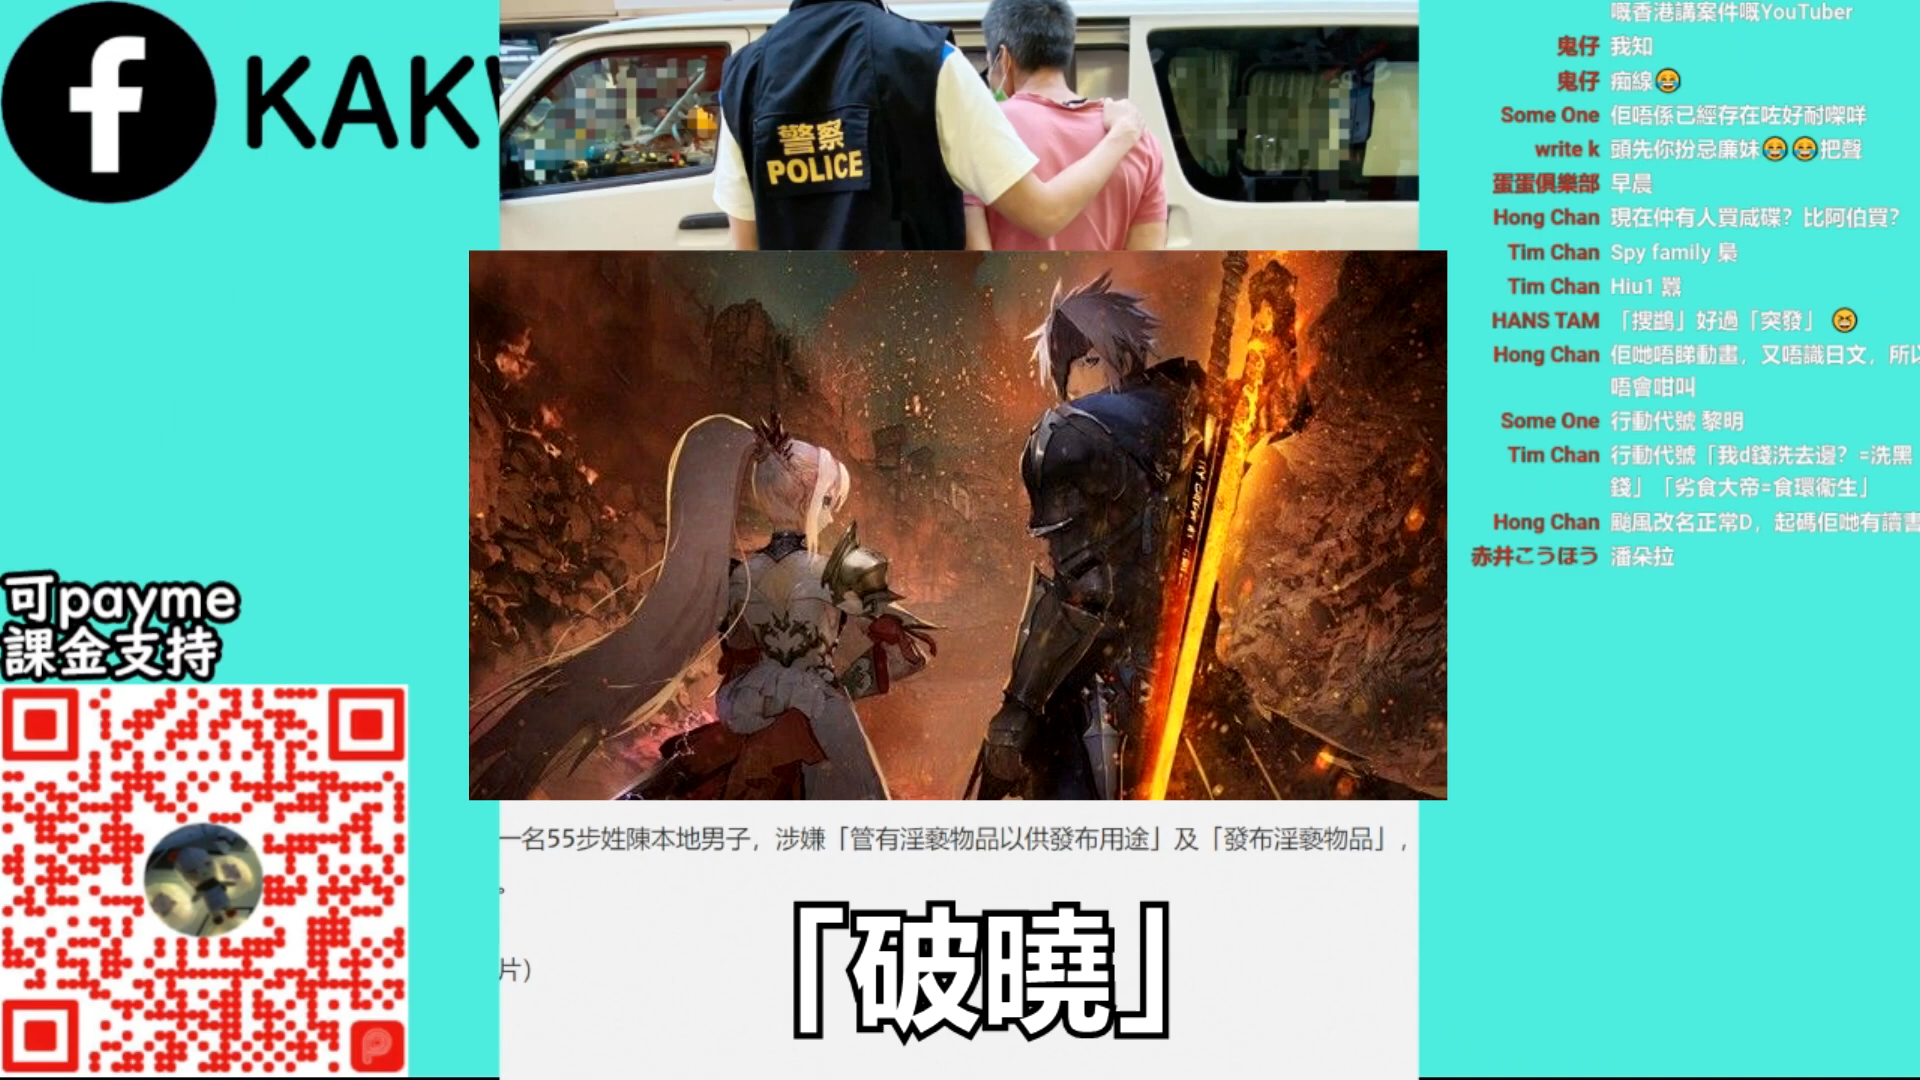 KAK
警察
POLICE
可payme
課金支持
一名55步姓陳本地男子，涉嫌「管有淫褻物品以供發布用途」及「發布淫褻物品」，
。
片）
「破曉」
嘅香港講案件嘅YouTuber
鬼仔 我知
鬼仔 痴線😂
Some One 佢唔係已經存在咗好耐㗎咩
write k 頭先你扮忌廉妹😂😂把聲
蛋蛋俱樂部 早晨
Hong Chan 現在仲有人買咸碟？比阿伯買？
Tim Chan Spy family 梟
Tim Chan Hiu1 囂
HANS TAM 「搜鷀」好過「突發」 😆
Hong Chan 佢哋唔睇動畫，又唔識日文，所以
唔會咁叫
Some One 行動代號 黎明
Tim Chan 行動代號「我d錢洗去邊？=洗黑
錢」「劣食大帝=食環衞生」
Hong Chan 颱風改名正常D，起碼佢哋有讀書
赤井こうほう 潘朵拉